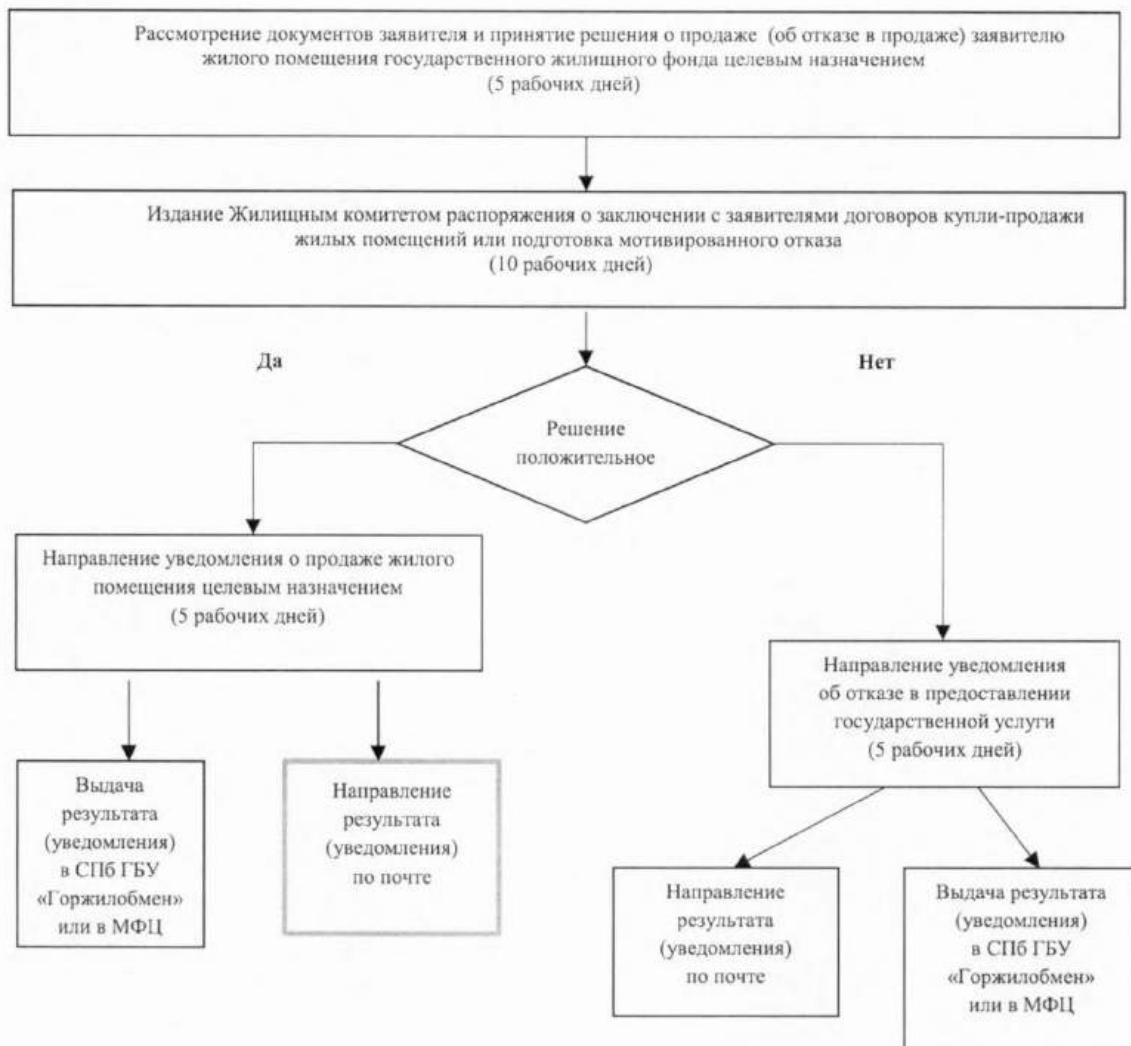 Рассмотрение документов заявителя и принятие решения о продаже (об отказе в продаже) заявителю
жилого помещения государственного жилищного фонда целевым назначением
(5 рабочих дней)
Издание Жилищным комитетом распоряжения о заключении с заявителями договоров купли-продажи
жилых помещений или подготовка мотивированного отказа
(10 рабочих дней)
Да
Нет
Решение
положительное
Направление уведомления о продаже жилого
помещения целевым назначением
(5 рабочих дней)
Направление уведомления
об отказе в предоставлении
государственной услуги
(5 рабочих дней)
Выдача
результата
(уведомления)
в СПб ГБУ
«Горжилобмен»
или в МФЦ
Направление
результата
(уведомления)
по почте
Направление
результата
(уведомления)
по почте
Выдача результата
(уведомления)
в СПб ГБУ
«Горжилобмен»
или в МФЦ